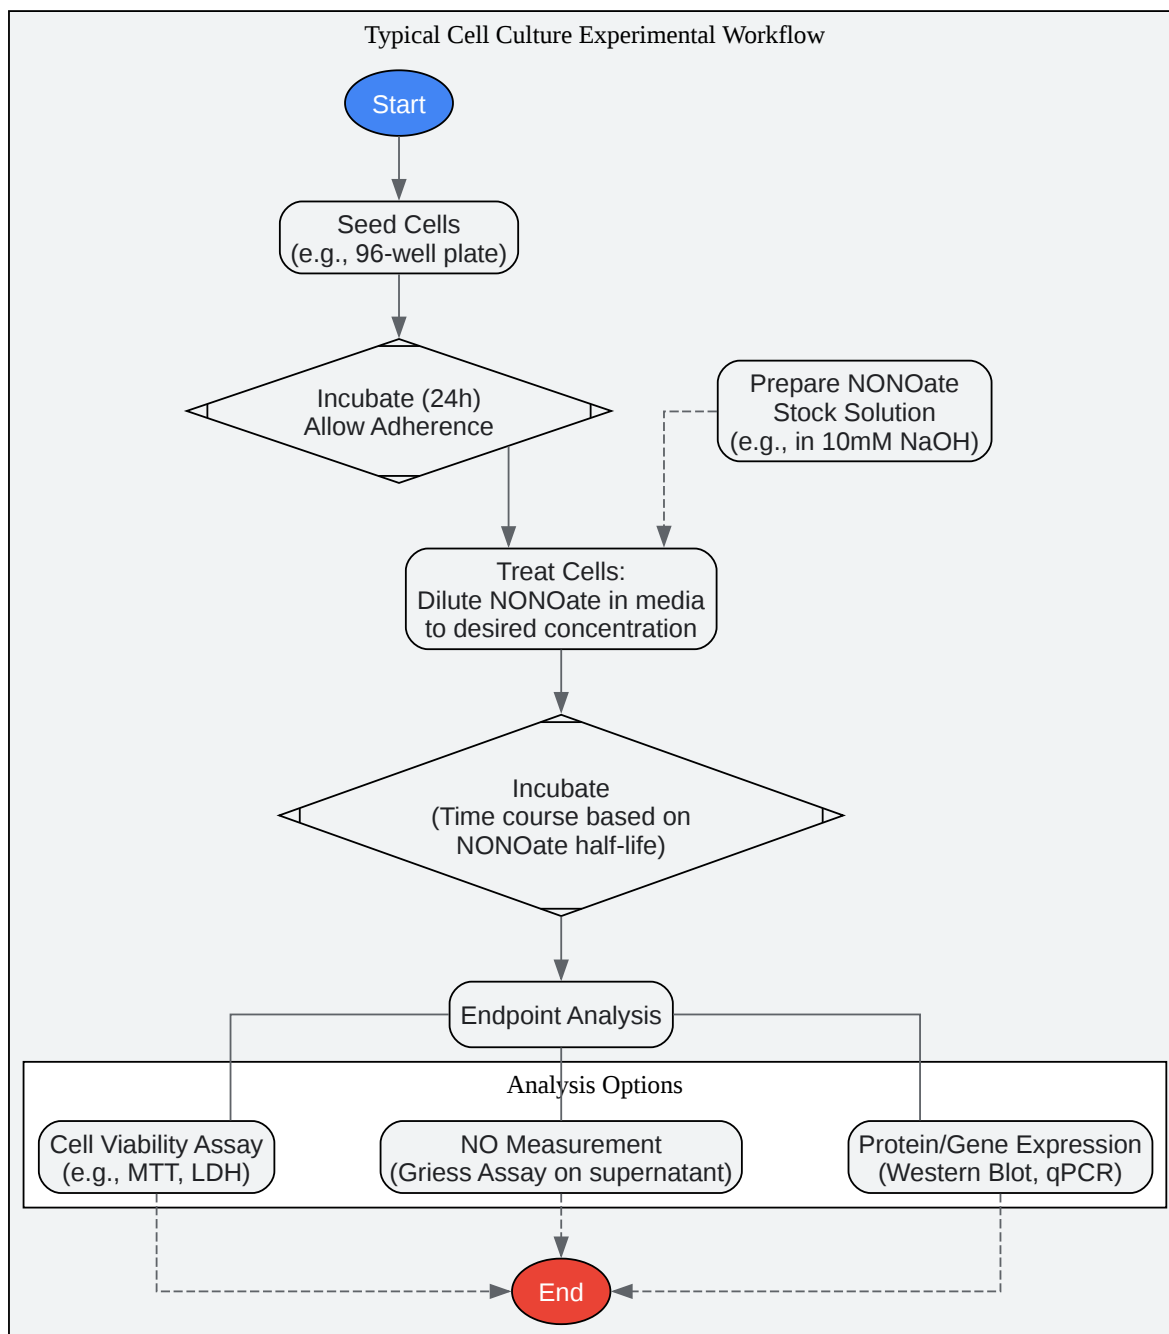 Typical Cell Culture Experimental Workflow
Start
Seed Cells
(e.g., 96-well plate)
Incubate (24h)
Allow Adherence
Prepare NONOate
Stock Solution
(e.g., in 10mM NaOH)
Treat Cells:
Dilute NONOate in media
to desired concentration
Incubate
(Time course based on
NONOate half-life)
Endpoint Analysis
Analysis Options
Cell Viability Assay
(e.g., MTT, LDH)
NO Measurement
(Griess Assay on supernatant)
Protein/Gene Expression
(Western Blot, qPCR)
End